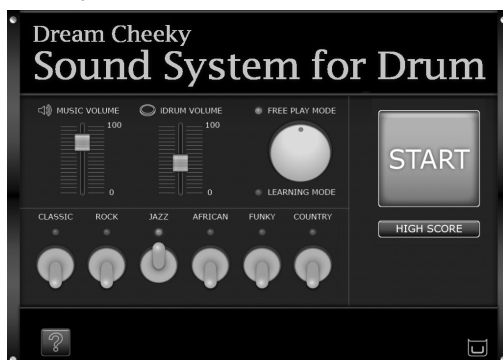 Dream Cheeky
Sound System for Drum
MUSIC VOLUME
iDRUM VOLUME
FREE PLAY MODE
100
100
0
0
LEARNING MODE
START
HIGH SCORE
CLASSIC
ROCK
JAZZ
AFRICAN
FUNKY
COUNTRY
?